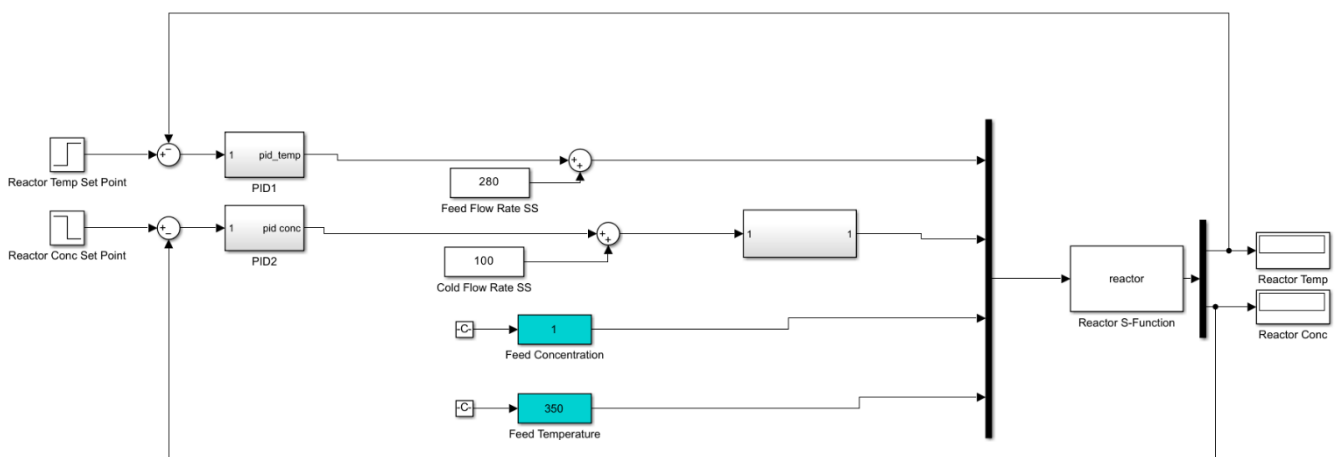 Reactor Temp Set Point
+
−
1 pid_temp
PID1
280
Feed Flow Rate SS
+
+
Reactor Conc Set Point
+
−
1 pid conc
PID2
100
Cold Flow Rate SS
+
+
1 1
-C-
1
Feed Concentration
-C-
350
Feed Temperature
reactor
Reactor S-Function
Reactor Temp
Reactor Conc